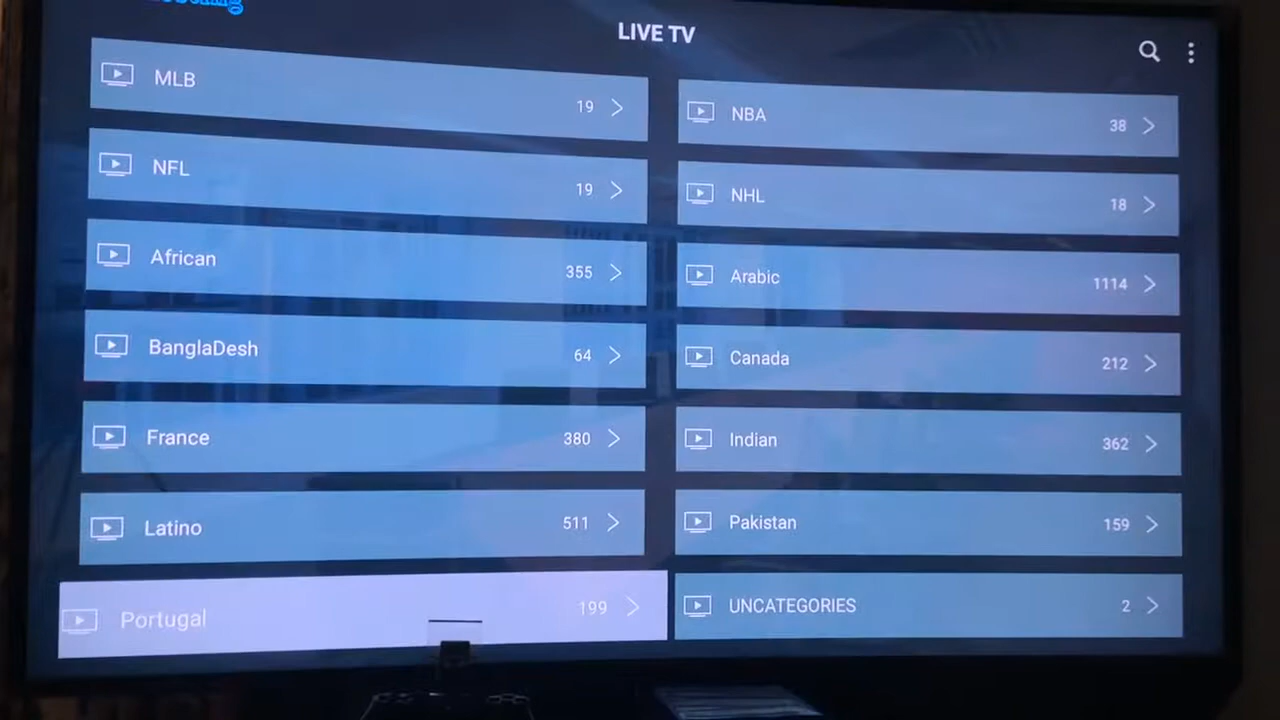 LIVE TV
MLB 19
NBA 38
NFL 19
NHL 18
African 355
Arabic 1114
BanglaDesh 64
Canada 212
France 380
Indian 362
Latino 511
Pakistan 159
Portugal 199
UNCATEGORIES 2